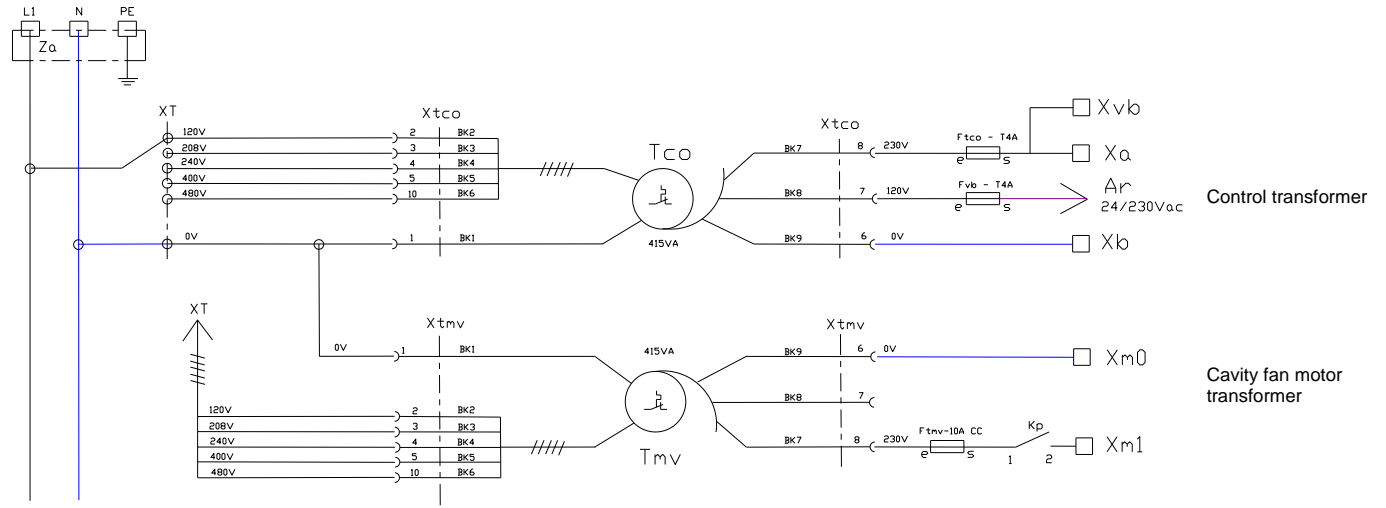 L1 N PE
Za
XT
120V
208V
240V
400V
480V
0V
Xtco
2 BK2
3 BK3
4 BK4
5 BK5
10 BK6
1 BK1
Tco
415VA
Xtco
BK7 8 230V
BK8 7 120V
BK9 6 0V
Ftco - T4A
e s
Fvb - T4A
e s
Xvb
Xa
Ar
24/230Vac
Xb
Control transformer
XT
0V
120V
208V
240V
400V
480V
Xtmv
1 BK1
2 BK2
3 BK3
4 BK4
5 BK5
10 BK6
415VA
Tmv
Xtmv
BK9 6 0V
BK8 7
BK7 8 230V
Ftmv-10A CC
e s
Kp
1 2
Xm0
Xm1
Cavity fan motor
transformer